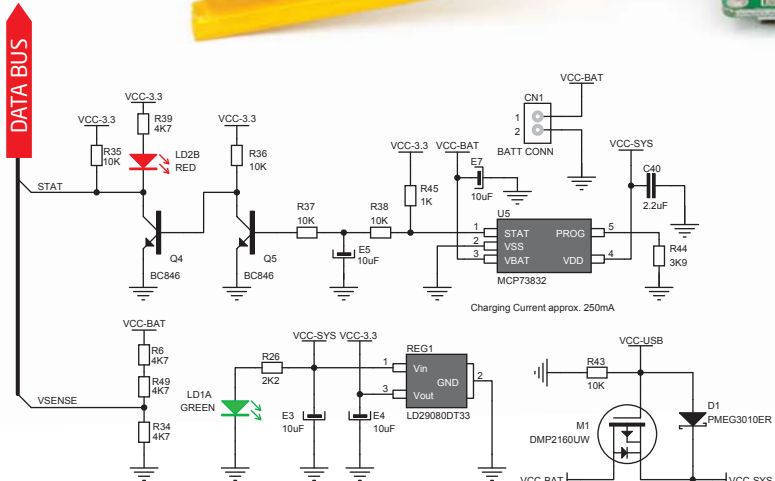 DATA BUS
VCC-3.3
R39
4K7
VCC-3.3
R35
10K
LD2B
RED
STAT
Q4
BC846
VCC-3.3
R36
10K
Q5
BC846
R37
10K
E5
10uF
R38
10K
VCC-3.3
R45
1K
VCC-BAT
E7
10uF
CN1
1
2
BATT CONN
VCC-BAT
VCC-SYS
C40
2.2uF
U5
1
STAT
PROG
5
2
VSS
3
VBAT
VDD
4
MCP73832
R44
3K9
Charging Current approx. 250mA
VCC-BAT
R6
4K7
R49
4K7
VSENSE
R34
4K7
LD1A
GREEN
R26
2K2
VCC-SYS
VCC-3.3
E3
10uF
E4
10uF
REG1
1
Vin
GND
2
3
Vout
LD29080DT33
VCC-USB
R43
10K
D1
PMEG3010ER
M1
DMP2160UW
VCC-BAT
VCC-SYS